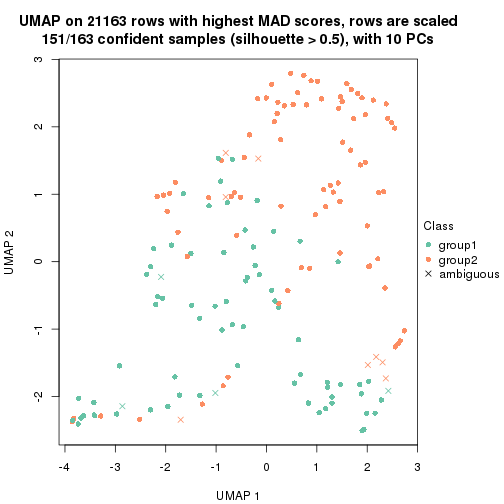 UMAP on 21163 rows with highest MAD scores, rows are scaled
151/163 confident samples (silhouette > 0.5), with 10 PCs
3
2
1
0
-1
-2
UMAP 2
-4 -3 -2 -1 0 1 2 3
UMAP 1
Class
group1
group2
ambiguous